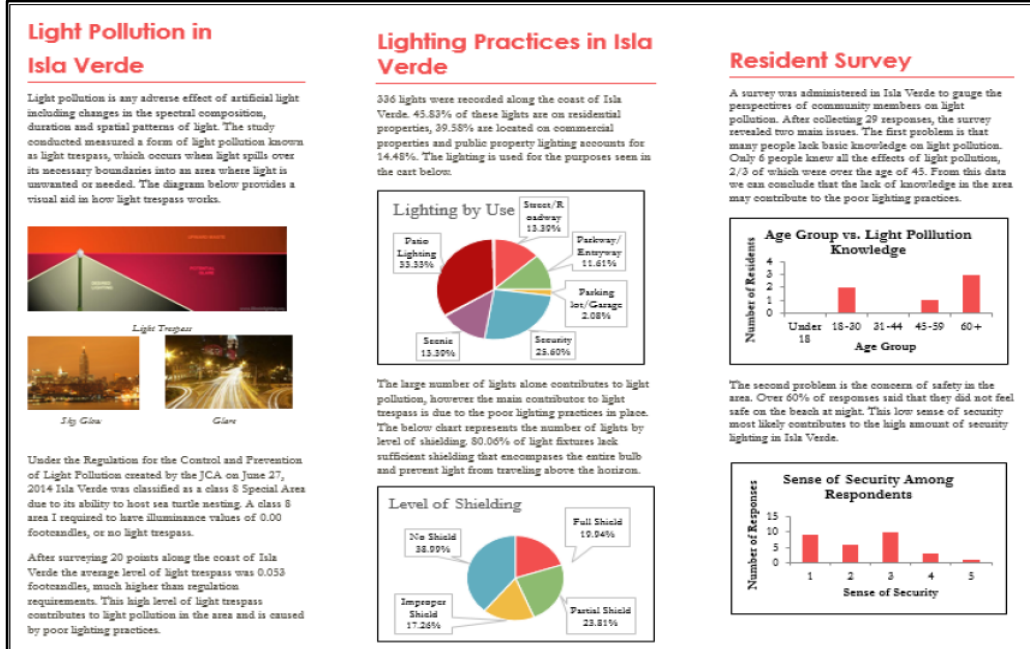 Light Pollution in
Isla Verde
Light pollution is any adverse effect of artificial light
including changes in the spectral composition,
duration and spatial patterns of light. The study
conducted measured a form of light pollution known
as light trespass, which occurs when light spills over
its necessary boundaries into an area where light is
unwanted or needed. The diagram below provides a
visual aid in how light trespass works.
Light Trespass
Sky Glow
Glare
Under the Regulation for the Control and Prevention
of Light Pollution created by the JCA on June 27,
2014 Isla Verde was classified as a class 8 Special Area
due to its ability to host sea turtle nesting. A class 8
area I required to have illuminance values of 0.00
footcandles, or no light trespass.
After surveying 20 points along the coast of Isla
Verde the average level of light trespass was 0.053
footcandles, much higher than regulation
requirements. This high level of light trespass
contributes to light pollution in the area and is caused
by poor lighting practices.
Lighting Practices in Isla
Verde
336 lights were recorded along the coast of Isla
Verde. 45.83% of these lights are on residential
properties, 39.58% are located on commercial
properties and public property lighting accounts for
14.48%. The lighting is used for the purposes seen in
the cart below.
Lighting by Use
Street/R
oadway
13.39%
Patio
Lighting
33.33%
Parkway/
Entryway
11.61%
Parking
lot/Garage
2.08%
Scenic
13.39%
Security
25.60%
The large number of lights alone contributes to light
pollution, however the main contributor to light
trespass is due to the poor lighting practices in place.
The below chart represents the number of lights by
level of shielding. 80.06% of light fixtures lack
sufficient shielding that encompasses the entire bulb
and prevent light from traveling above the horizon.
Level of Shielding
No Shield
38.99%
Full Shield
19.94%
Improper
Shield
17.26%
Partial Shield
23.81%
Resident Survey
A survey was administered in Isla Verde to gauge the
perspectives of community members on light
pollution. After collecting 29 responses, the survey
revealed two main issues. The first problem is that
many people lack basic knowledge on light pollution.
Only 6 people knew all the effects of light pollution,
2/3 of which were over the age of 45. From this data
we can conclude that the lack of knowledge in the area
may contribute to the poor lighting practices.
Age Group vs. Light Polllution
Knowledge
Number of Residents
4
3
2
1
0
Under
18
18-30
31-44
45-59
60+
Age Group
The second problem is the concern of safety in the
area. Over 60% of responses said that they did not feel
safe on the beach at night. This low sense of security
most likely contributes to the high amount of security
lighting in Isla Verde.
Sense of Security Among
Respondents
Number of Responses
15
10
5
0
1
2
3
4
5
Sense of Security